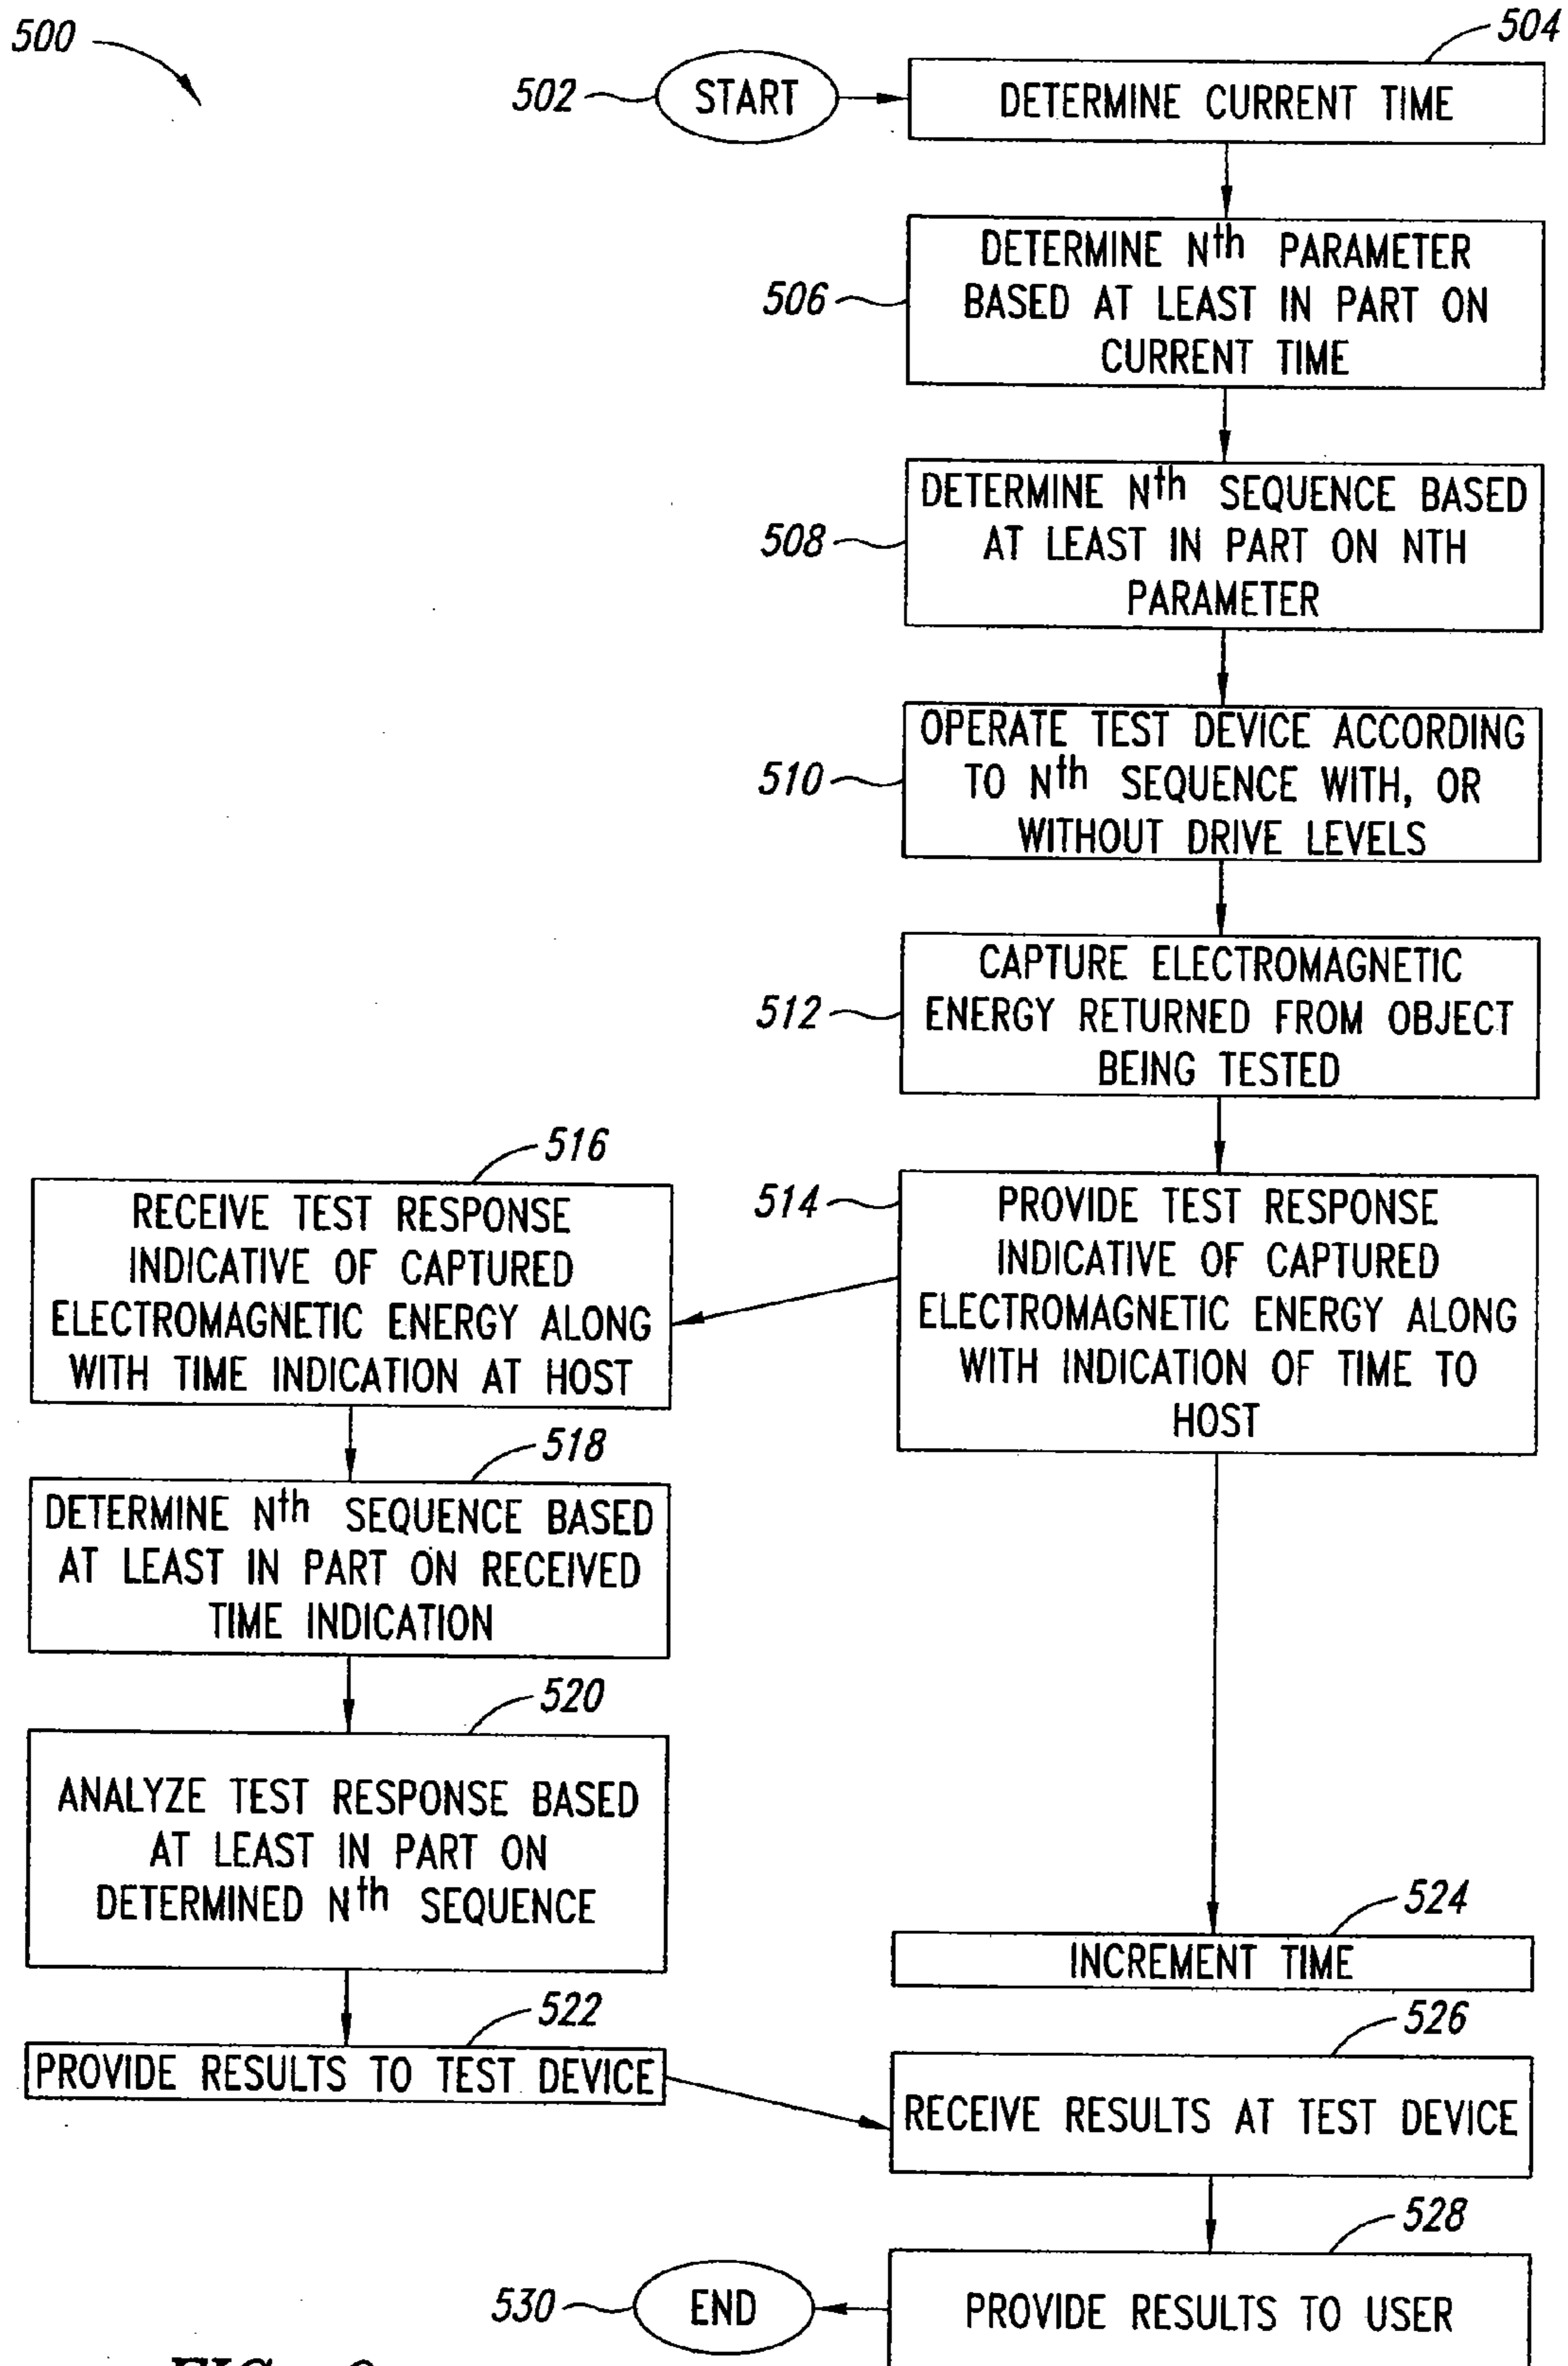 500
502
START
504
DETERMINE CURRENT TIME
506
DETERMINE Nth PARAMETER
BASED AT LEAST IN PART ON
CURRENT TIME
508
DETERMINE Nth SEQUENCE BASED
AT LEAST IN PART ON NTH
PARAMETER
510
OPERATE TEST DEVICE ACCORDING
TO Nth SEQUENCE WITH, OR
WITHOUT DRIVE LEVELS
512
CAPTURE ELECTROMAGNETIC
ENERGY RETURNED FROM OBJECT
BEING TESTED
514
PROVIDE TEST RESPONSE
INDICATIVE OF CAPTURED
ELECTROMAGNETIC ENERGY ALONG
WITH INDICATION OF TIME TO
HOST
516
RECEIVE TEST RESPONSE
INDICATIVE OF CAPTURED
ELECTROMAGNETIC ENERGY ALONG
WITH TIME INDICATION AT HOST
518
DETERMINE Nth SEQUENCE BASED
AT LEAST IN PART ON RECEIVED
TIME INDICATION
520
ANALYZE TEST RESPONSE BASED
AT LEAST IN PART ON
DETERMINED Nth SEQUENCE
522
PROVIDE RESULTS TO TEST DEVICE
524
INCREMENT TIME
526
RECEIVE RESULTS AT TEST DEVICE
528
PROVIDE RESULTS TO USER
530
END